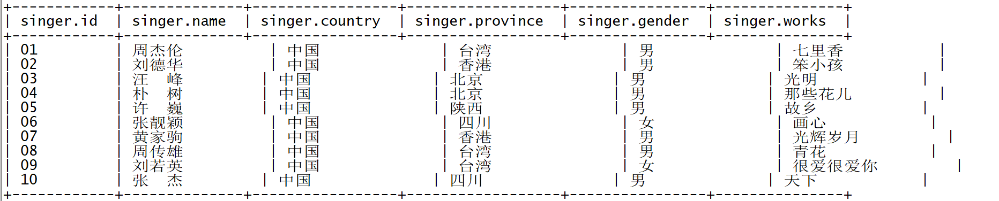 +------------+--------------+-----------------+------------------+----------------+---------------+
| singer.id  | singer.name  | singer.country  | singer.province  | singer.gender  | singer.works  |
+------------+--------------+-----------------+------------------+----------------+---------------+
| 01         | 周杰伦          | 中国              | 台湾               | 男              | 七里香           |
| 02         | 刘德华          | 中国              | 香港               | 男              | 笨小孩           |
| 03         | 汪  峰         | 中国              | 北京               | 男              | 光明            |
| 04         | 朴  树         | 中国              | 北京               | 男              | 那些花儿          |
| 05         | 许  巍         | 中国              | 陕西               | 男              | 故乡            |
| 06         | 张靓颖          | 中国              | 四川               | 女              | 画心            |
| 07         | 黄家驹          | 中国              | 香港               | 男              | 光辉岁月          |
| 08         | 周传雄          | 中国              | 台湾               | 男              | 青花            |
| 09         | 刘若英          | 中国              | 台湾               | 女              | 很爱很爱你         |
| 10         | 张  杰         | 中国              | 四川               | 男              | 天下            |
+------------+--------------+-----------------+------------------+----------------+---------------+